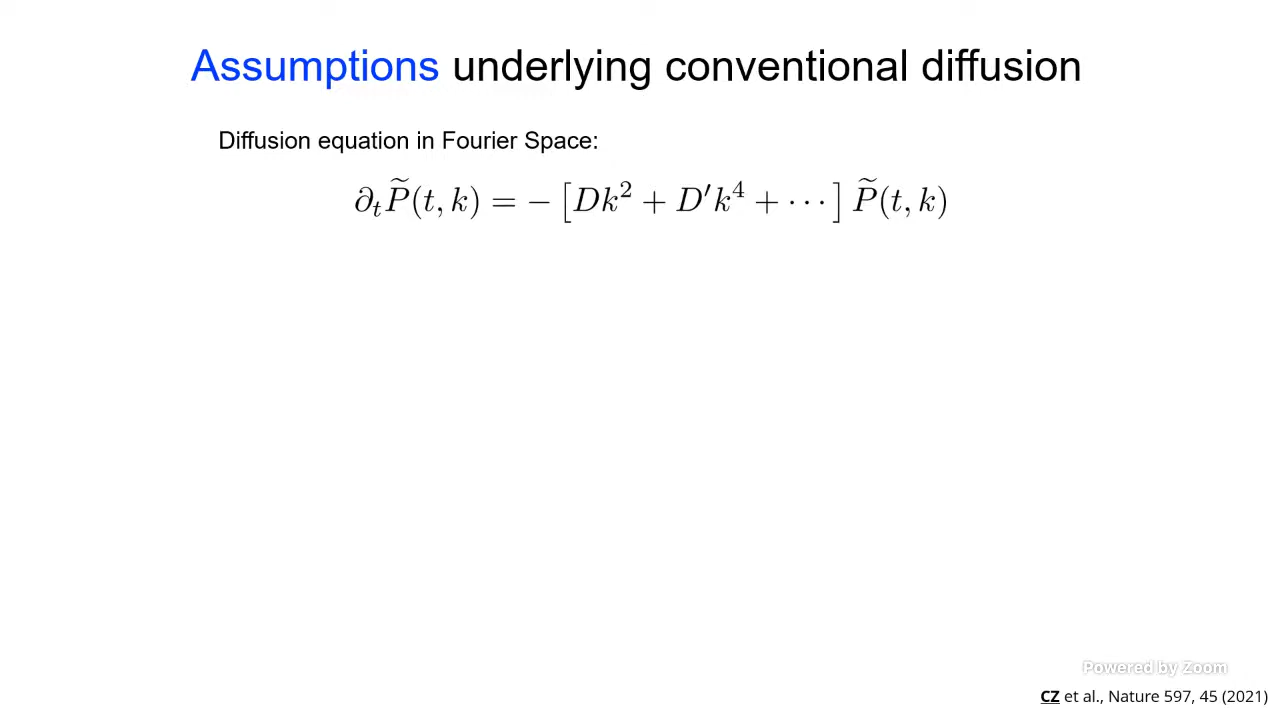 Assumptions underlying conventional diffusion
Diffusion equation in Fourier Space:
∂ₜP̃(t, k) = − [Dk² + D′k⁴ + ⋯] P̃(t, k)
Powered by Zoom
CZ et al., Nature 597, 45 (2021)